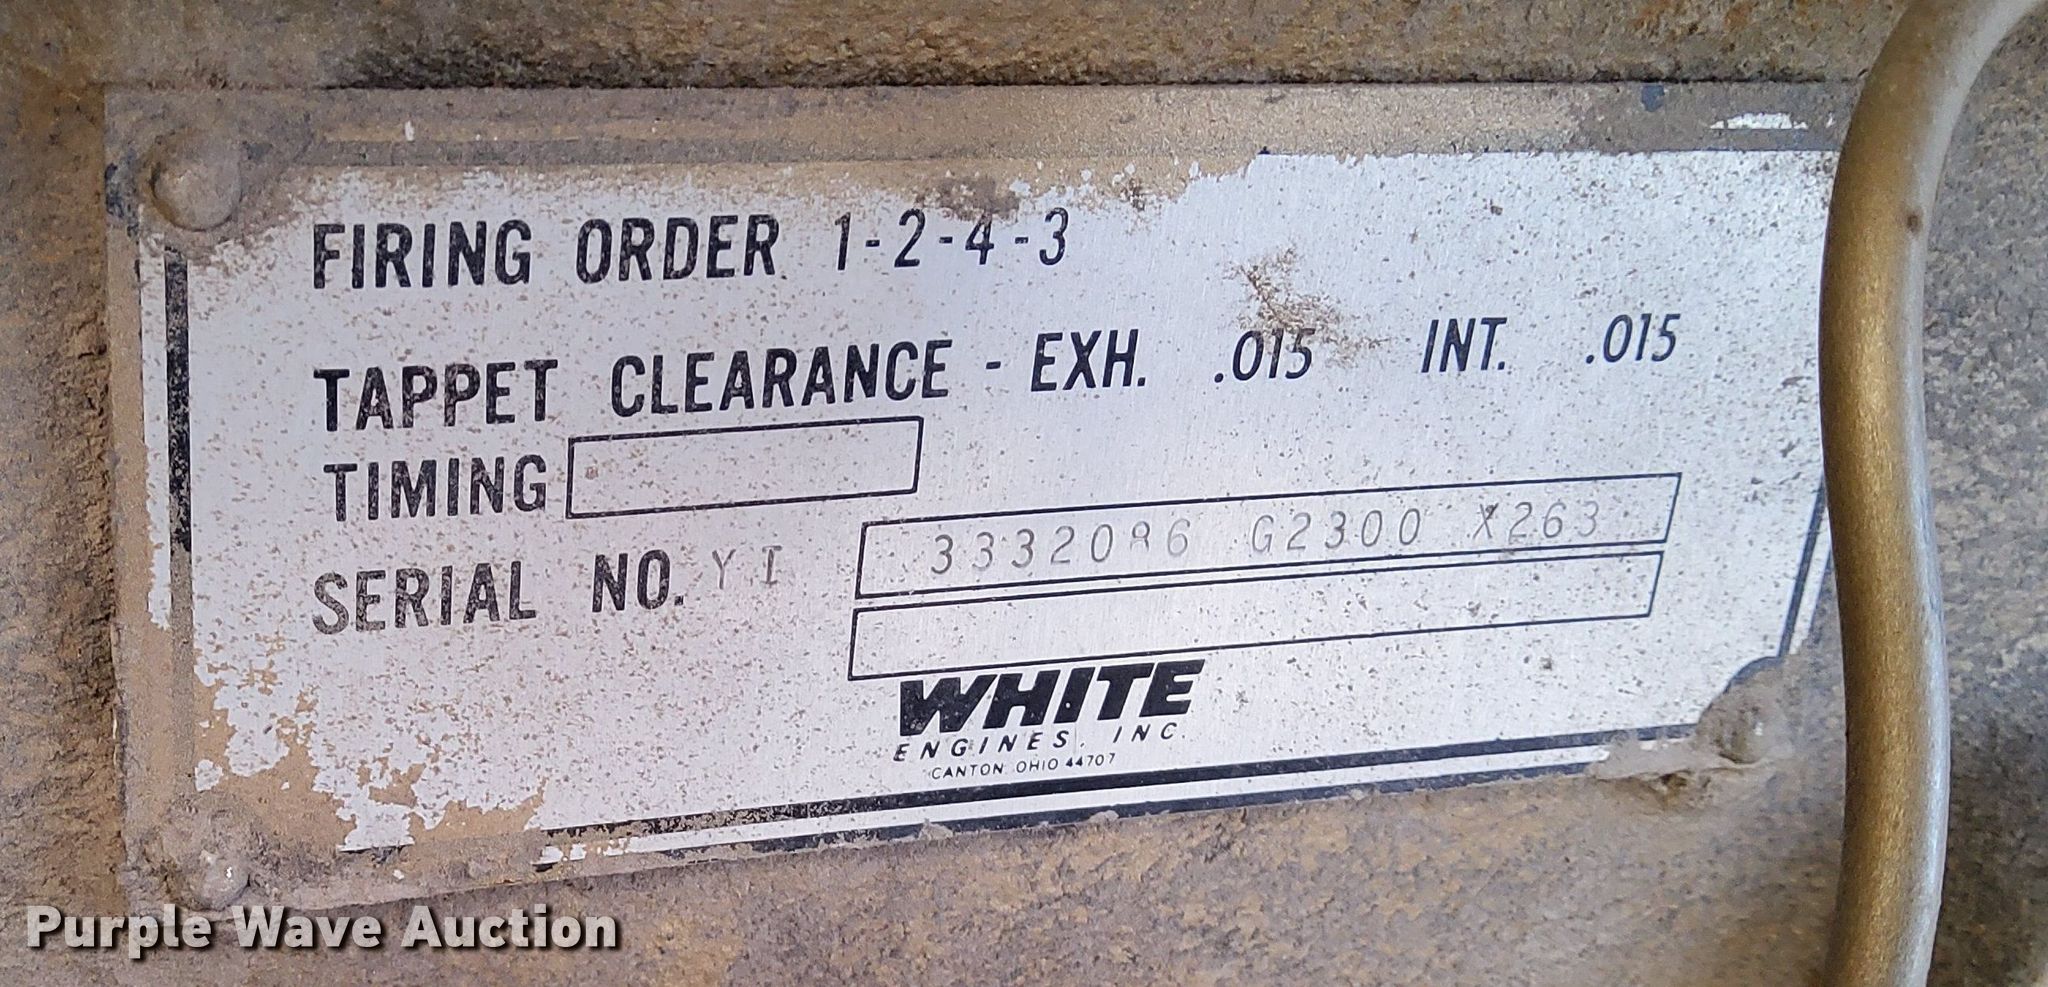 FIRING ORDER 1-2-4-3
TAPPET CLEARANCE - EXH. .015 INT. .015
TIMING
SERIAL NO. YI 3332086 G2300 X263
WHITE
ENGINES, INC.
CANTON OHIO 44707
Purple Wave Auction